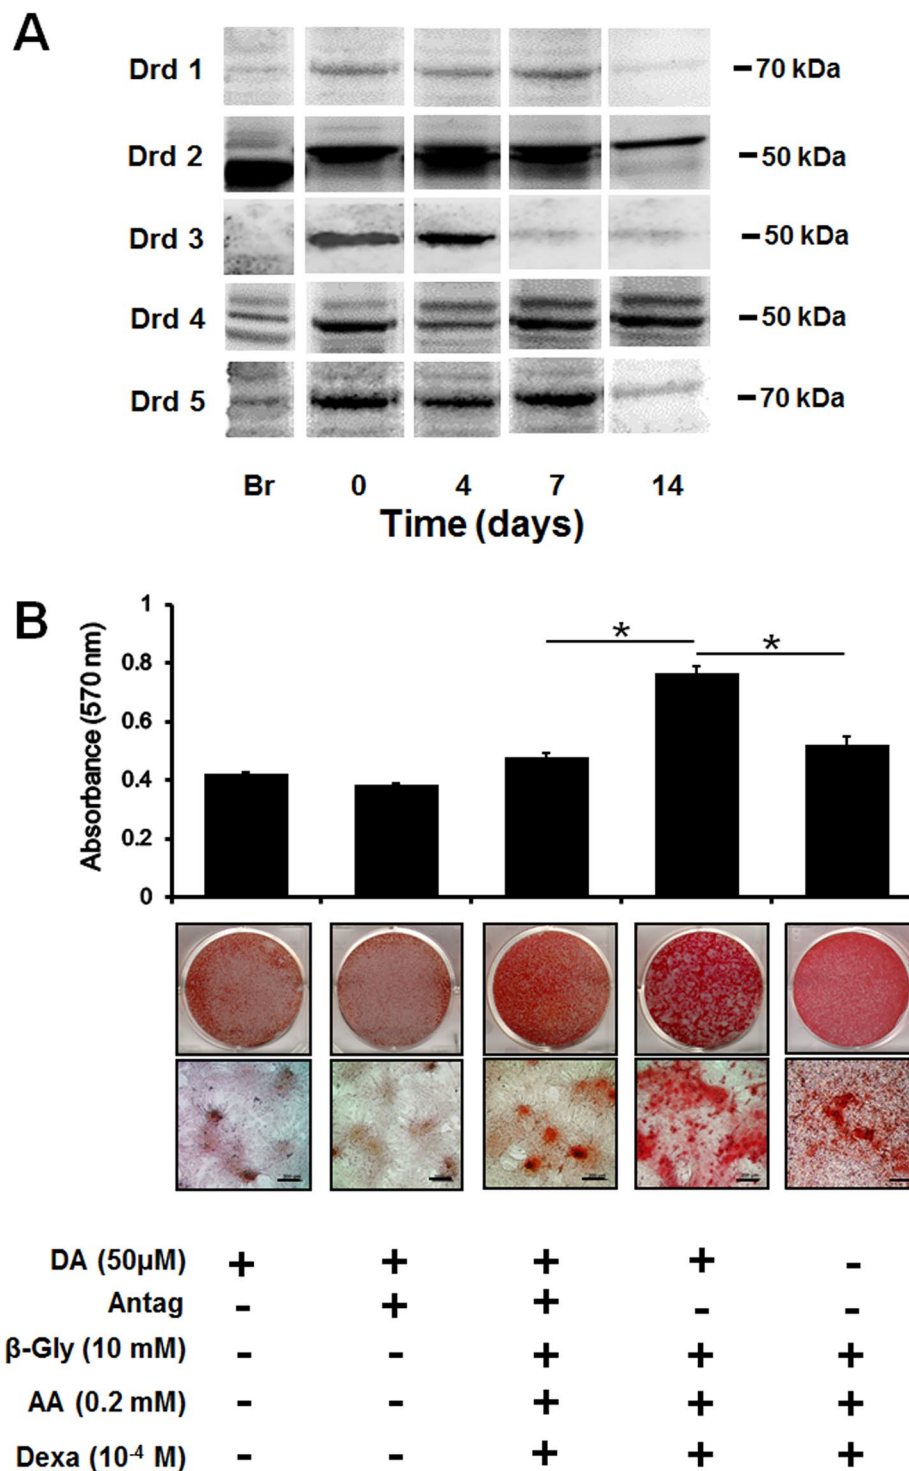 A
Drd 1 –70 kDa
Drd 2 –50 kDa
Drd 3 –50 kDa
Drd 4 –50 kDa
Drd 5 –70 kDa
Br 0 4 7 14
Time (days)
B
Absorbance (570 nm)
1
0.8
0.6
0.4
0.2
0
* *
DA (50µM) + + + + -
Antag - + + - -
β-Gly (10 mM) - - + + +
AA (0.2 mM) - - + + +
Dexa (10⁻⁴ M) - - + + +